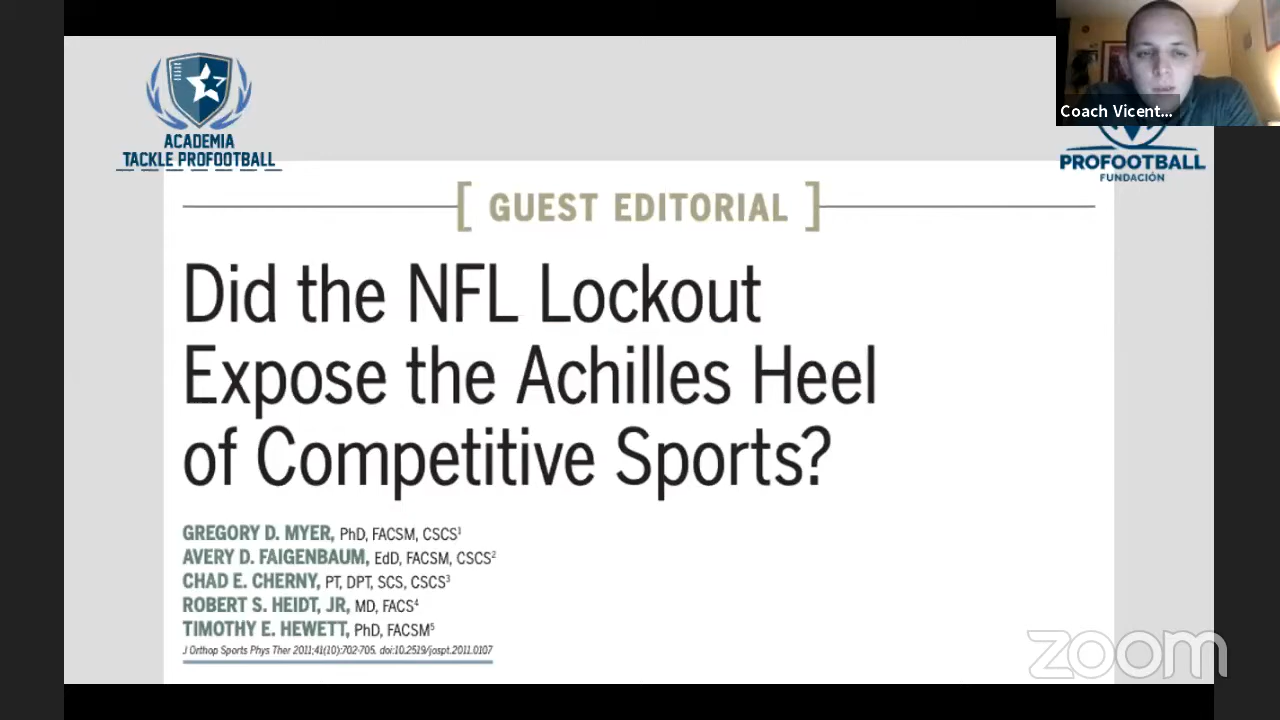 ACADEMIA
TACKLE PROFOOTBALL
Coach Vicent...
PROFOOTBALL
FUNDACIÓN
[ GUEST EDITORIAL ]
Did the NFL Lockout
Expose the Achilles Heel
of Competitive Sports?
GREGORY D. MYER, PhD, FACSM, CSCS¹
AVERY D. FAIGENBAUM, EdD, FACSM, CSCS²
CHAD E. CHERNY, PT, DPT, SCS, CSCS³
ROBERT S. HEIDT, JR, MD, FACS⁴
TIMOTHY E. HEWETT, PhD, FACSM⁵
J Orthop Sports Phys Ther 2011;41(10):702-705. doi:10.2519/jospt.2011.0107
zoom